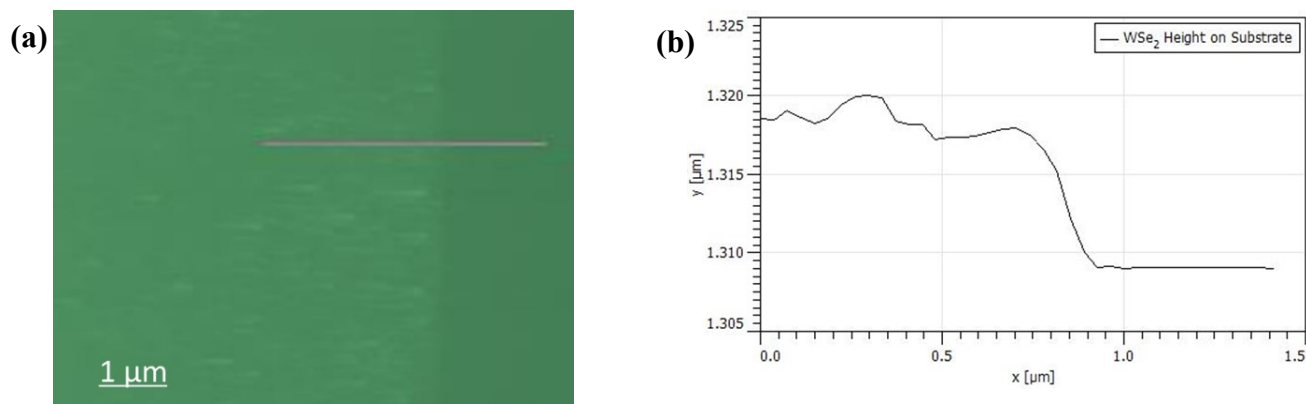 (a)
1 µm
(b)
1.325
1.320
1.315
1.310
1.305
y [µm]
WSe₂ Height on Substrate
0.0 0.5 1.0 1.5
x [µm]